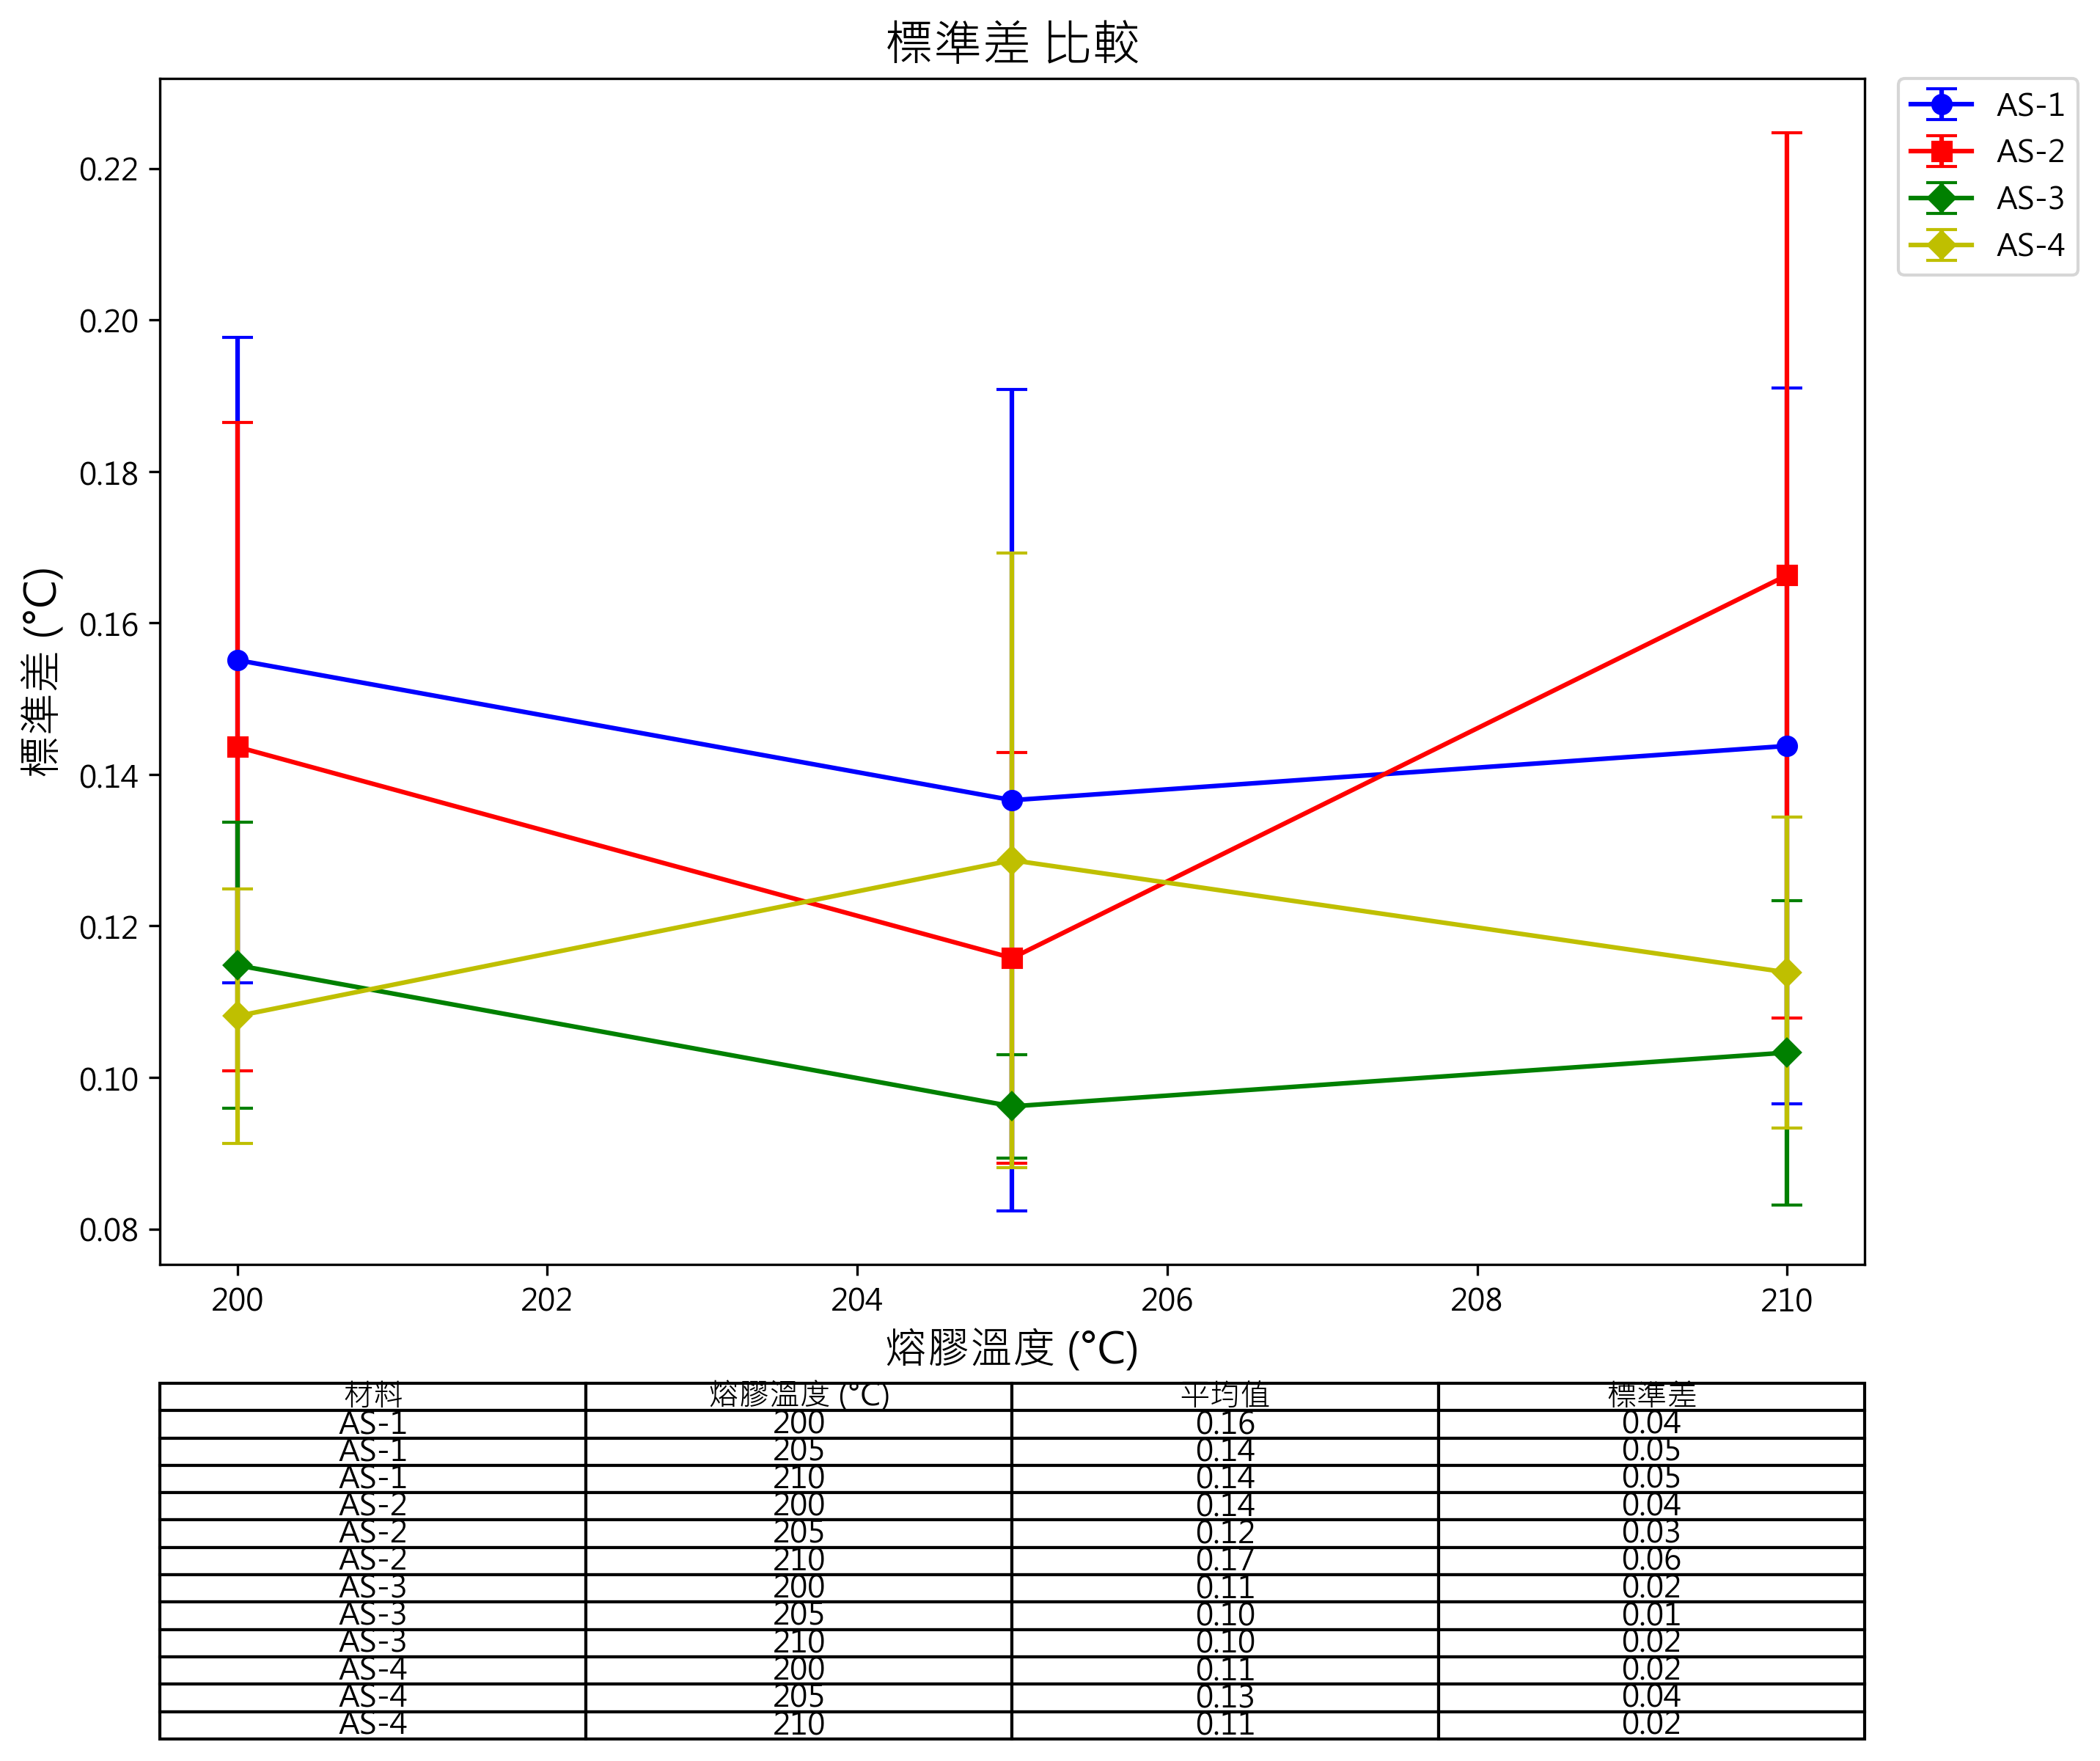 標準差 比較
AS-1
AS-2
AS-3
AS-4
標準差 (°C)
0.22
0.20
0.18
0.16
0.14
0.12
0.10
0.08
200 202 204 206 208 210
熔膠溫度 (°C)
材料 熔膠溫度 (°C) 平均值 標準差
AS-1 200 0.16 0.04
AS-1 205 0.14 0.05
AS-1 210 0.14 0.05
AS-2 200 0.14 0.04
AS-2 205 0.12 0.03
AS-2 210 0.17 0.06
AS-3 200 0.11 0.02
AS-3 205 0.10 0.01
AS-3 210 0.10 0.02
AS-4 200 0.11 0.02
AS-4 205 0.13 0.04
AS-4 210 0.11 0.02